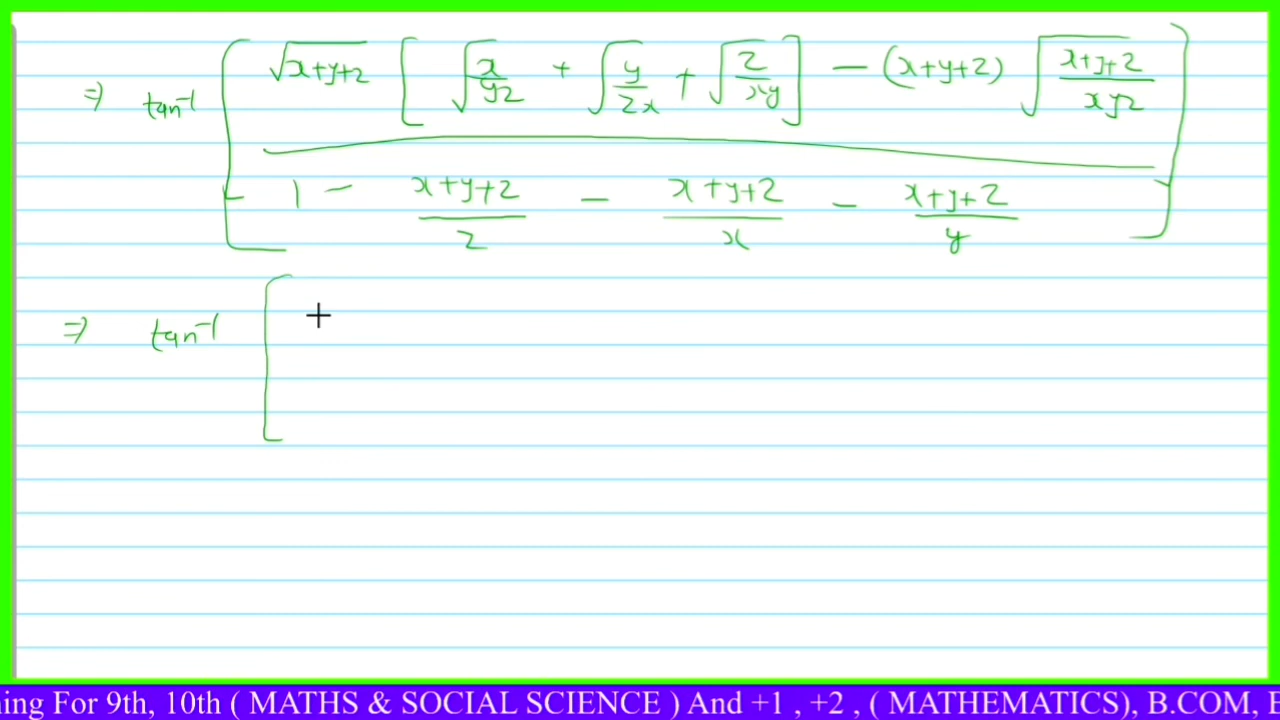 ⇒ tan⁻¹ [ √x+y+z [ √x/yz + √y/zx + √z/xy ] − (x+y+z) √x+y+z/xyz
1 − x+y+z/z − x+y+z/x − x+y+z/y ]
⇒ tan⁻¹ [
ning For 9th, 10th ( MATHS & SOCIAL SCIENCE ) And +1 , +2 , ( MATHEMATICS), B.COM, E